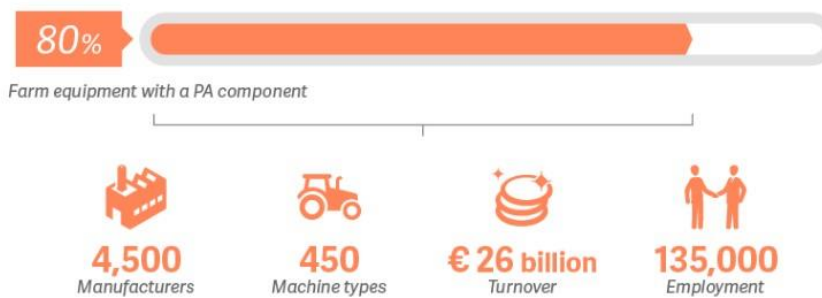 80%
Farm equipment with a PA component
4,500
Manufacturers
450
Machine types
€ 26 billion
Turnover
135,000
Employment